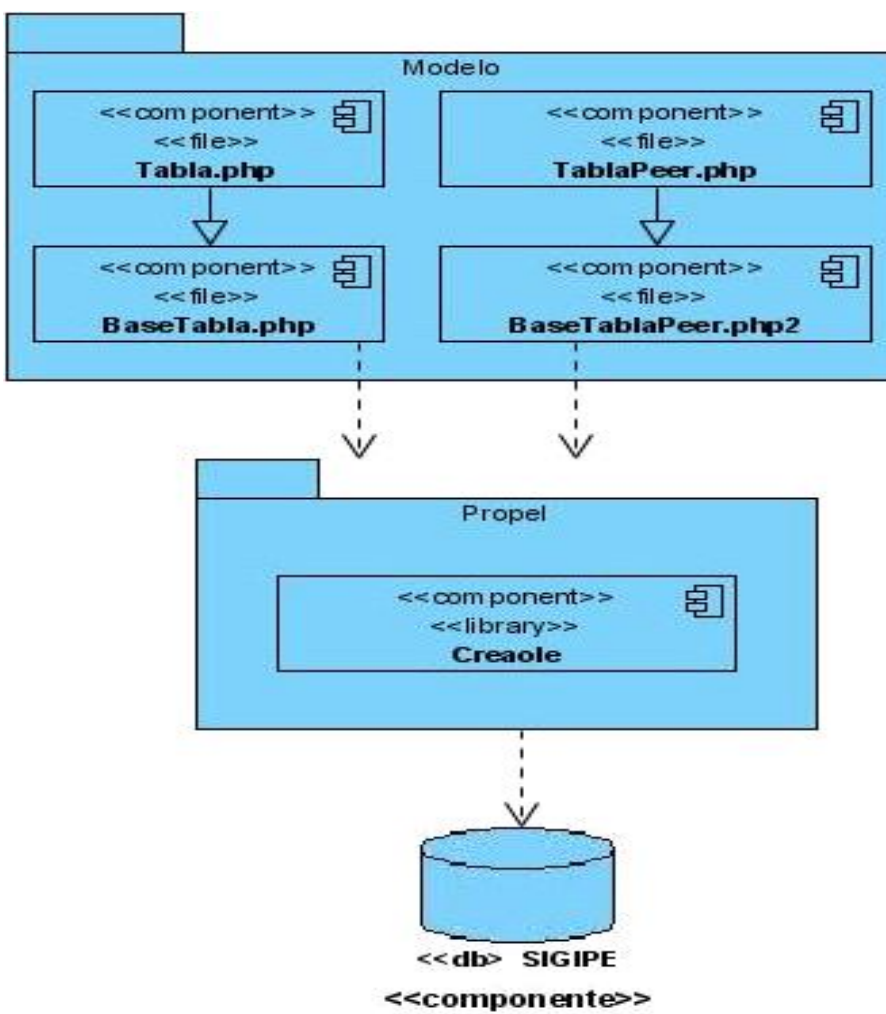 Modelo
<<component>>
<<file>>
Tabla.php
<<component>>
<<file>>
TablaPeer.php
<<component>>
<<file>>
BaseTabla.php
<<component>>
<<file>>
BaseTablaPeer.php2
Propel
<<component>>
<<library>>
Creaole
<<db> SIGIPE
<<componente>>